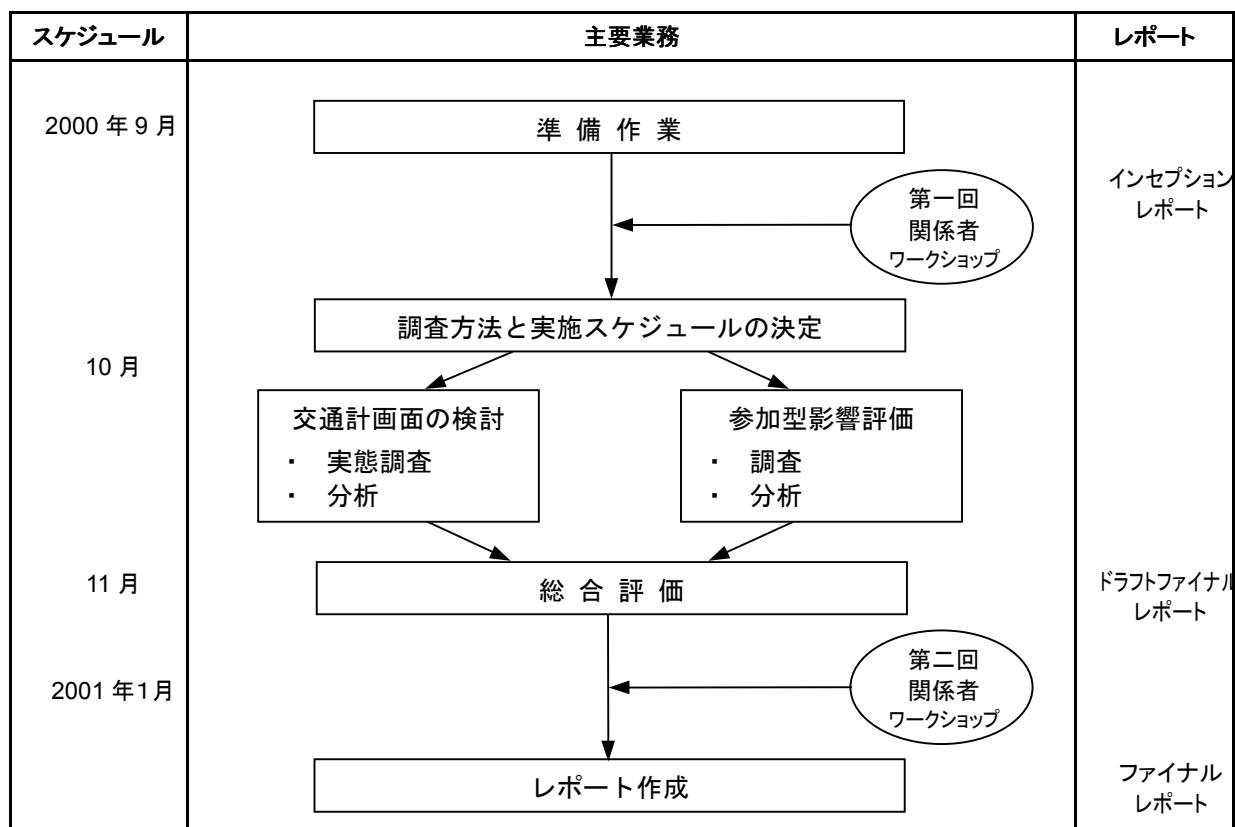 スケジュール 主要業務 レポート
2000 年 9 月 準 備 作 業
インセプション
レポート
第一回
関係者
ワークショップ
調査方法と実施スケジュールの決定
10 月
交通計画面の検討
・ 実態調査
・ 分析
参加型影響評価
・ 調査
・ 分析
11 月 総 合 評 価
ドラフトファイナル
レポート
第二回
関係者
ワークショップ
2001 年1月
レポート作成
ファイナル
レポート